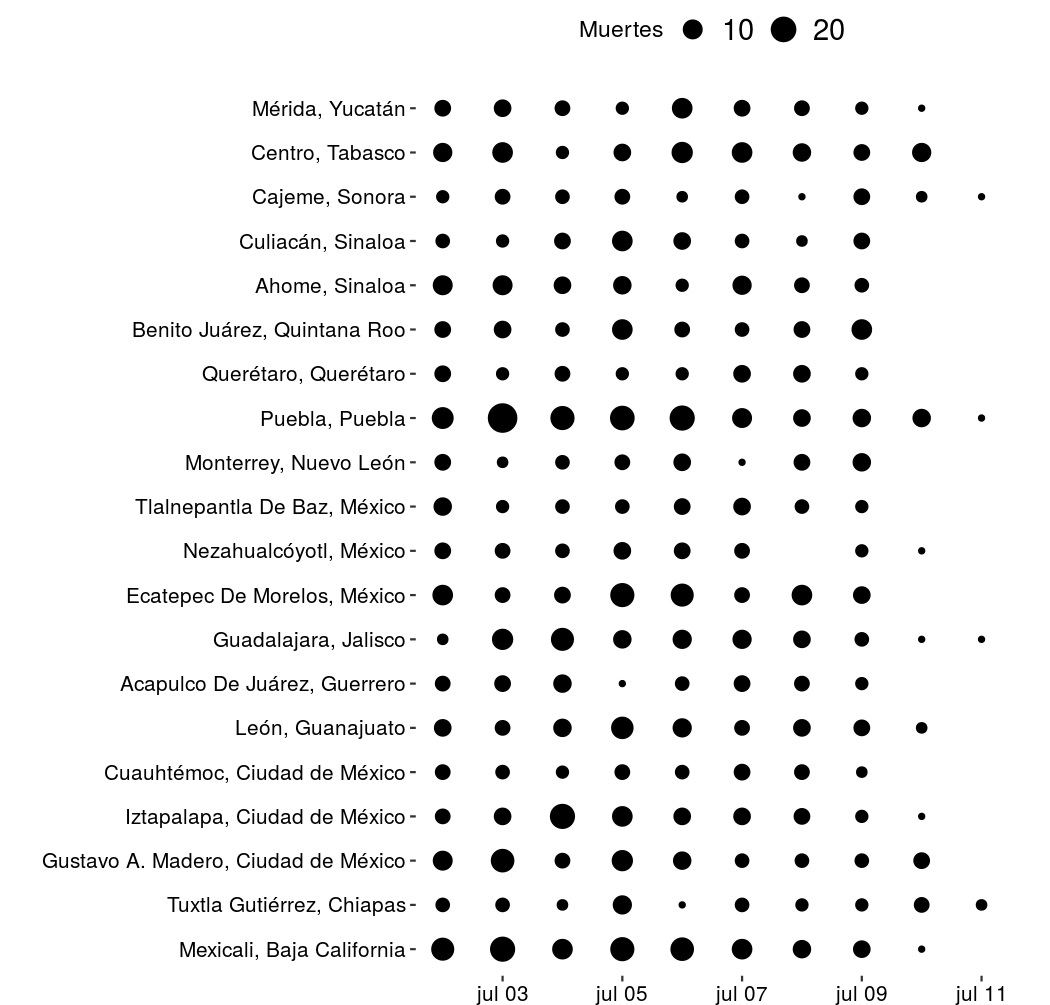 Muertes 10 20
Mérida, Yucatán
Centro, Tabasco
Cajeme, Sonora
Culiacán, Sinaloa
Ahome, Sinaloa
Benito Juárez, Quintana Roo
Querétaro, Querétaro
Puebla, Puebla
Monterrey, Nuevo León
Tlalnepantla De Baz, México
Nezahualcóyotl, México
Ecatepec De Morelos, México
Guadalajara, Jalisco
Acapulco De Juárez, Guerrero
León, Guanajuato
Cuauhtémoc, Ciudad de México
Iztapalapa, Ciudad de México
Gustavo A. Madero, Ciudad de México
Tuxtla Gutiérrez, Chiapas
Mexicali, Baja California
jul 03 jul 05 jul 07 jul 09 jul 11